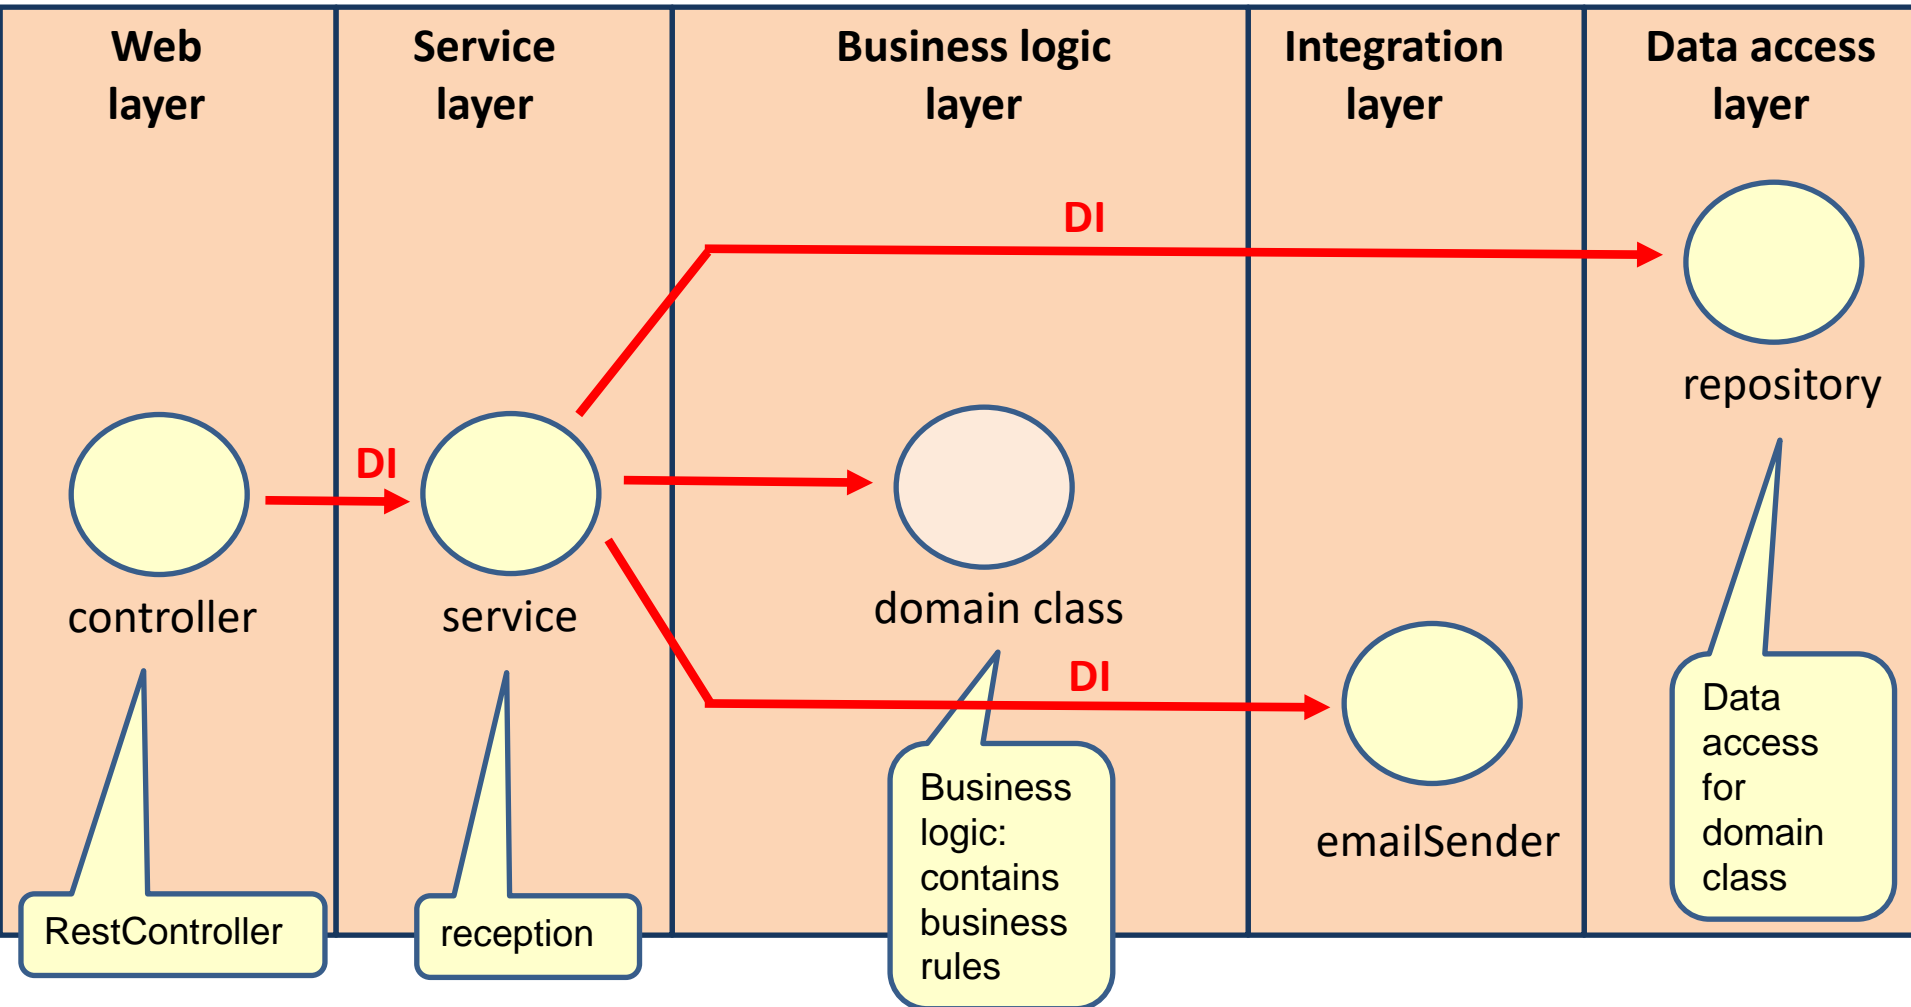 Web
layer
Service
layer
Business logic
layer
Integration
layer
Data access
layer
DI
repository
DI
controller
service
domain class
DI
emailSender
RestController
reception
Business
logic:
contains
business
rules
Data
access
for
domain
class